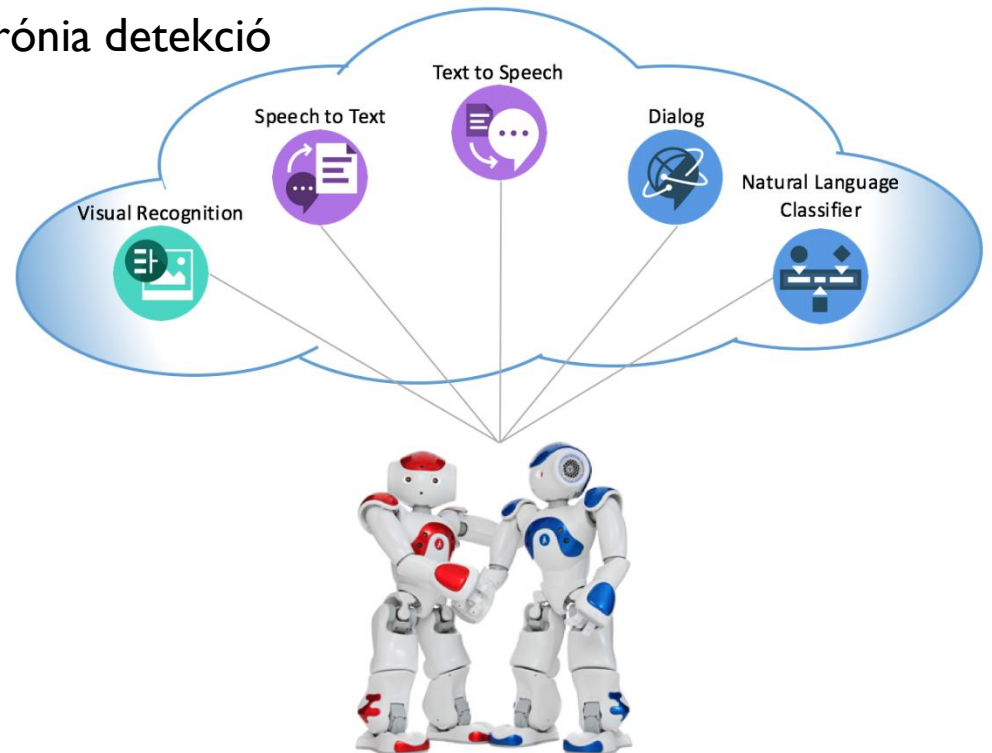 rónia detekció
Text to Speech
Speech to Text
Dialog
Natural Language
Classifier
Visual Recognition